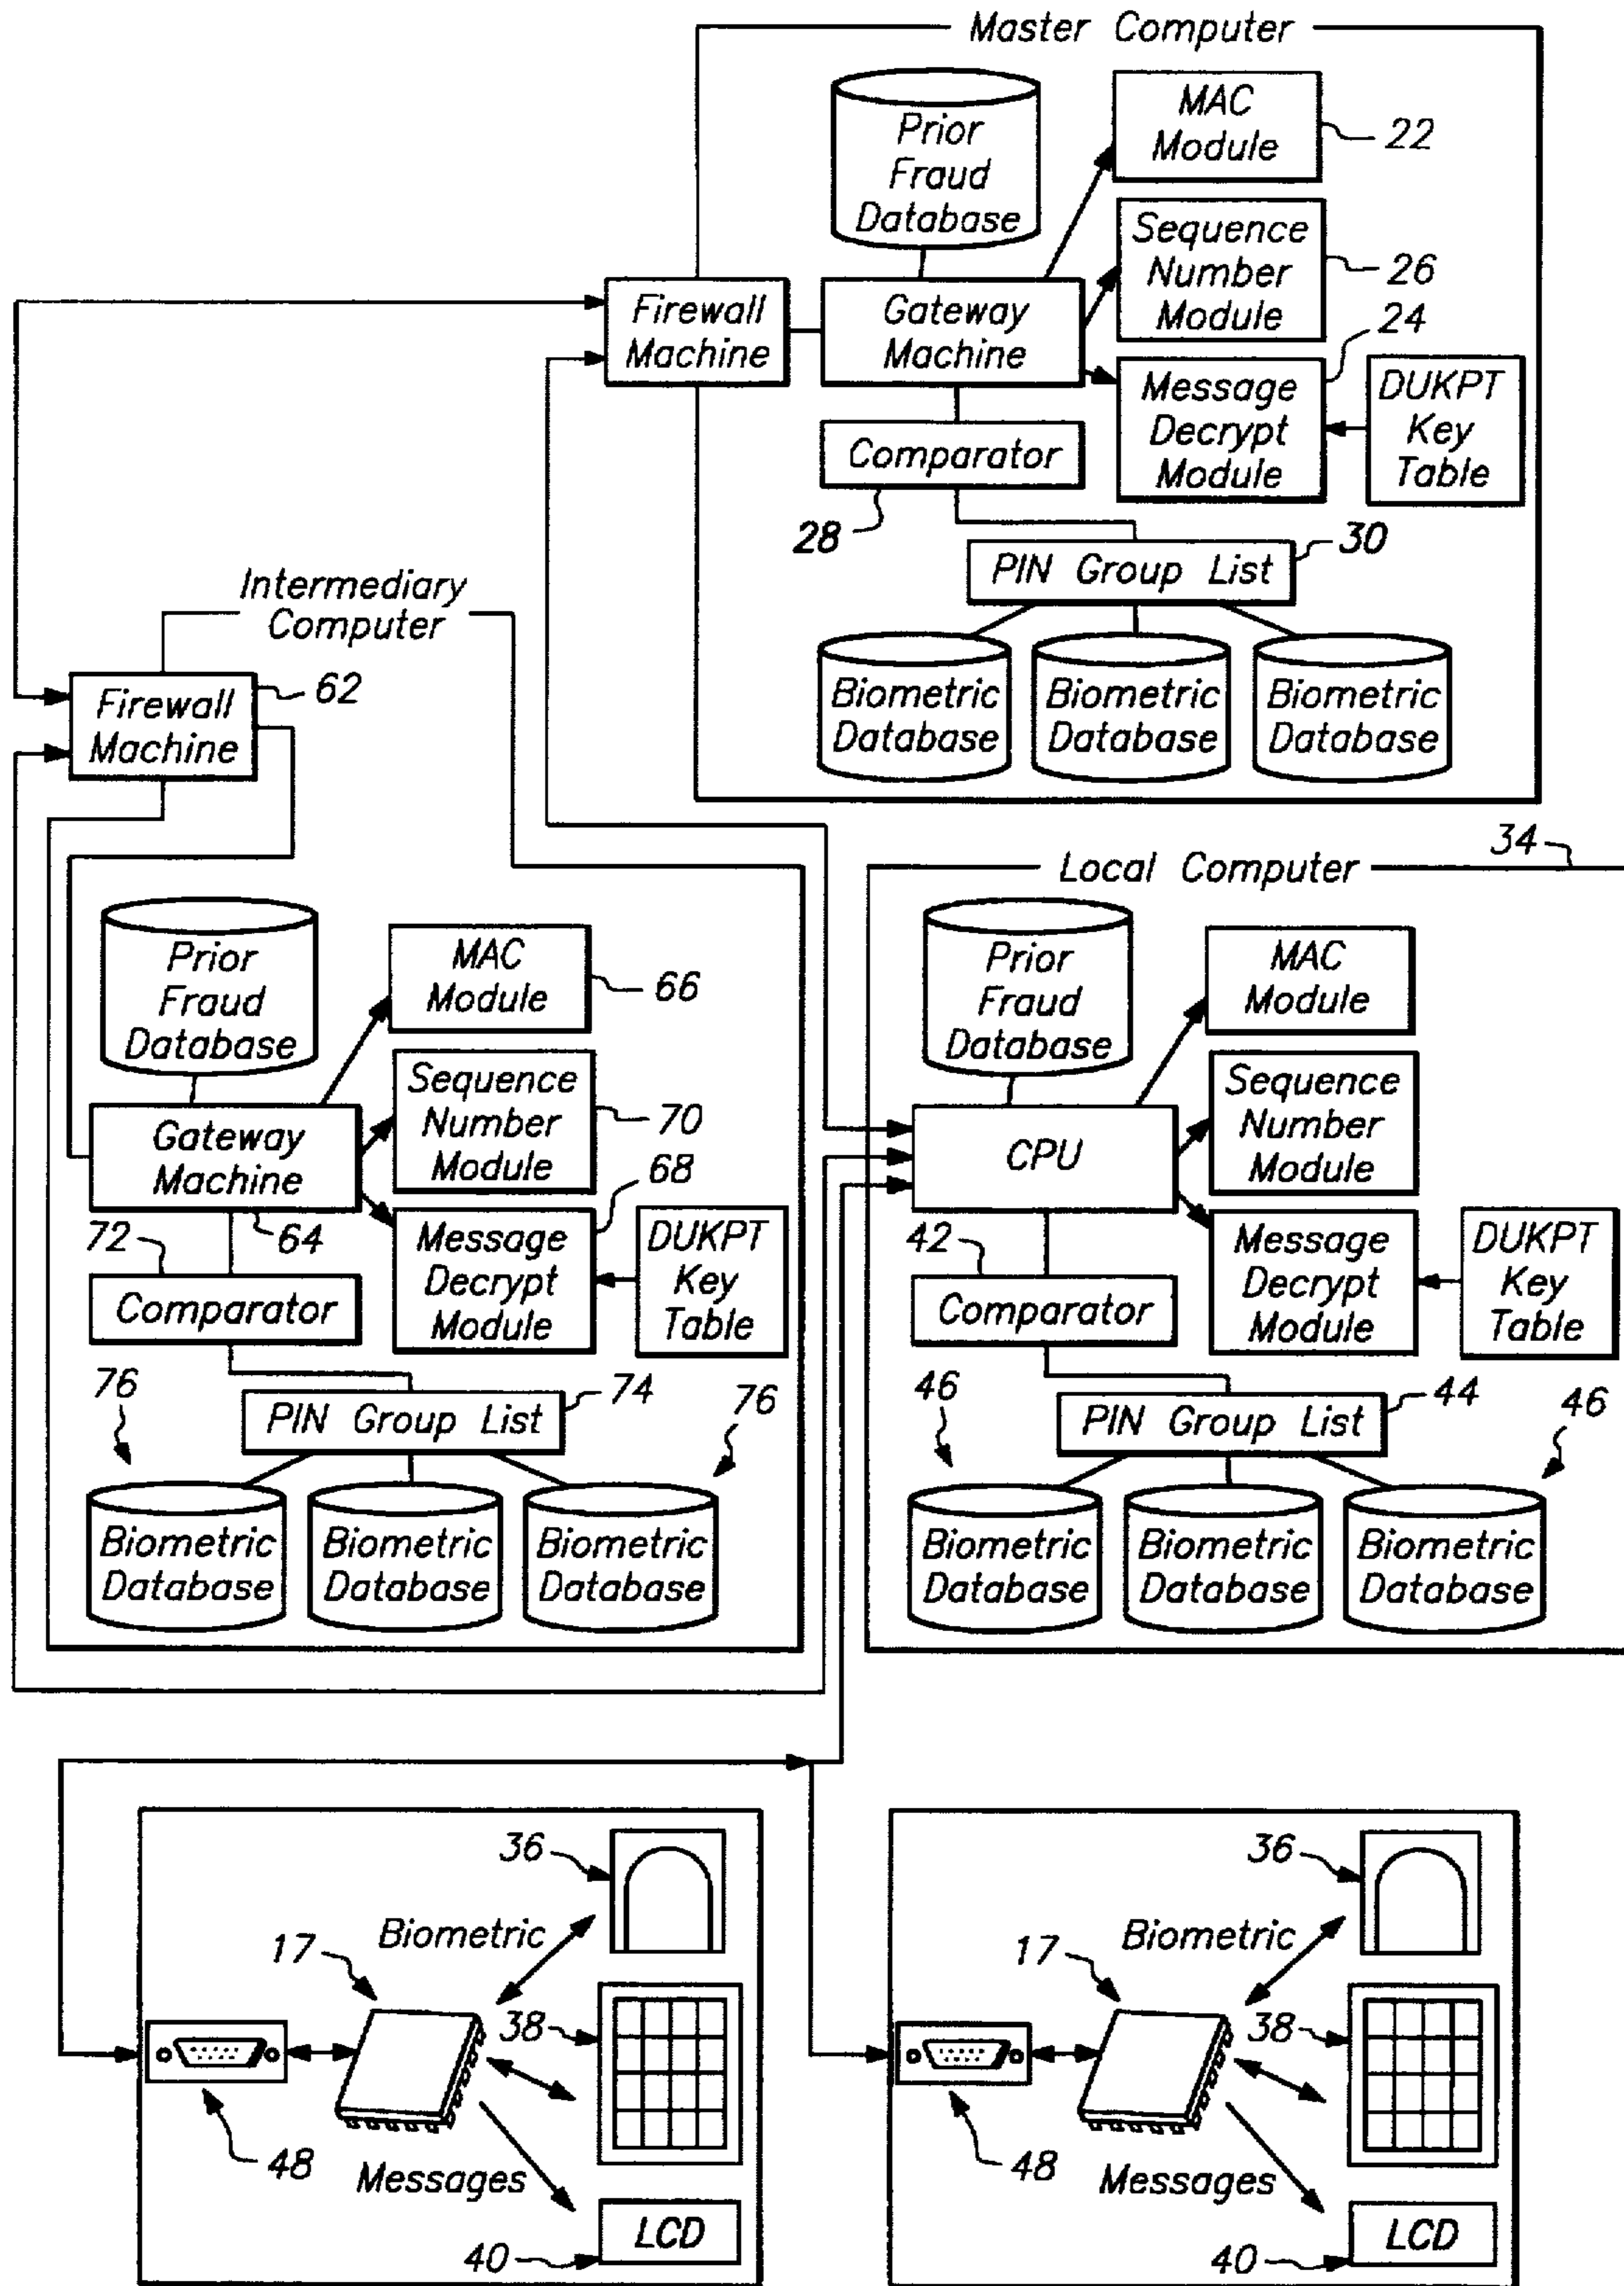 Master Computer
Prior
Fraud
Database
MAC
Module
22
Sequence
Number
Module
26
24
Firewall
Machine
Gateway
Machine
Message
Decrypt
Module
DUKPT
Key
Table
Comparator
28
30
PIN Group List
Biometric
Database
Biometric
Database
Biometric
Database
Intermediary
Computer
62
Firewall
Machine
Prior
Fraud
Database
MAC
Module
66
Sequence
Number
Module
70
68
Gateway
Machine
64
72
Message
Decrypt
Module
DUKPT
Key
Table
Comparator
76
74
76
PIN Group List
Biometric
Database
Biometric
Database
Biometric
Database
34
Local Computer
Prior
Fraud
Database
MAC
Module
Sequence
Number
Module
CPU
42
Message
Decrypt
Module
DUKPT
Key
Table
Comparator
46
44
46
PIN Group List
Biometric
Database
Biometric
Database
Biometric
Database
36
Biometric
17
38
48
Messages
LCD
40
36
Biometric
17
38
48
Messages
LCD
40